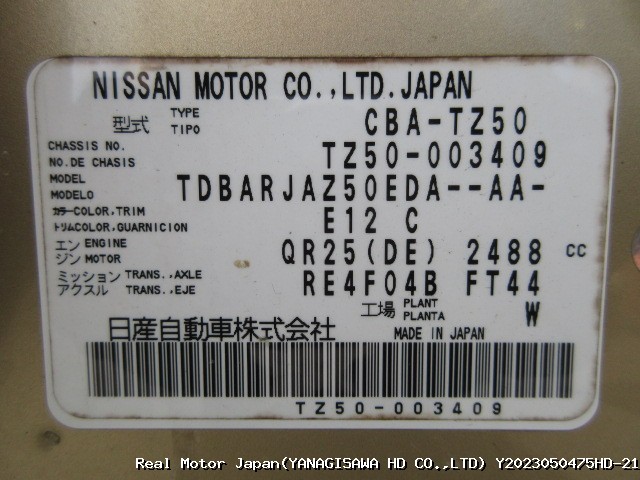 NISSAN MOTOR CO.,LTD.JAPAN
型式 TYPE TIPO CBA-TZ50
CHASSIS NO. NO.DE CHASIS TZ50-003409
MODEL MODELO TDBARJAZ50EDA--AA-
カラー COLOR,TRIM トリム COLOR,GUARNICION E12 C
エンジン ENGINE MOTOR QR25(DE) 2488 cc
ミッション アクスル TRANS.,AXLE TRANS.,EJE RE4F04B FT44
工場 PLANT PLANTA W
日産自動車株式会社 MADE IN JAPAN
TZ50-003409
Real Motor Japan(YANAGISAWA HD CO.,LTD) Y2023050475HD-21